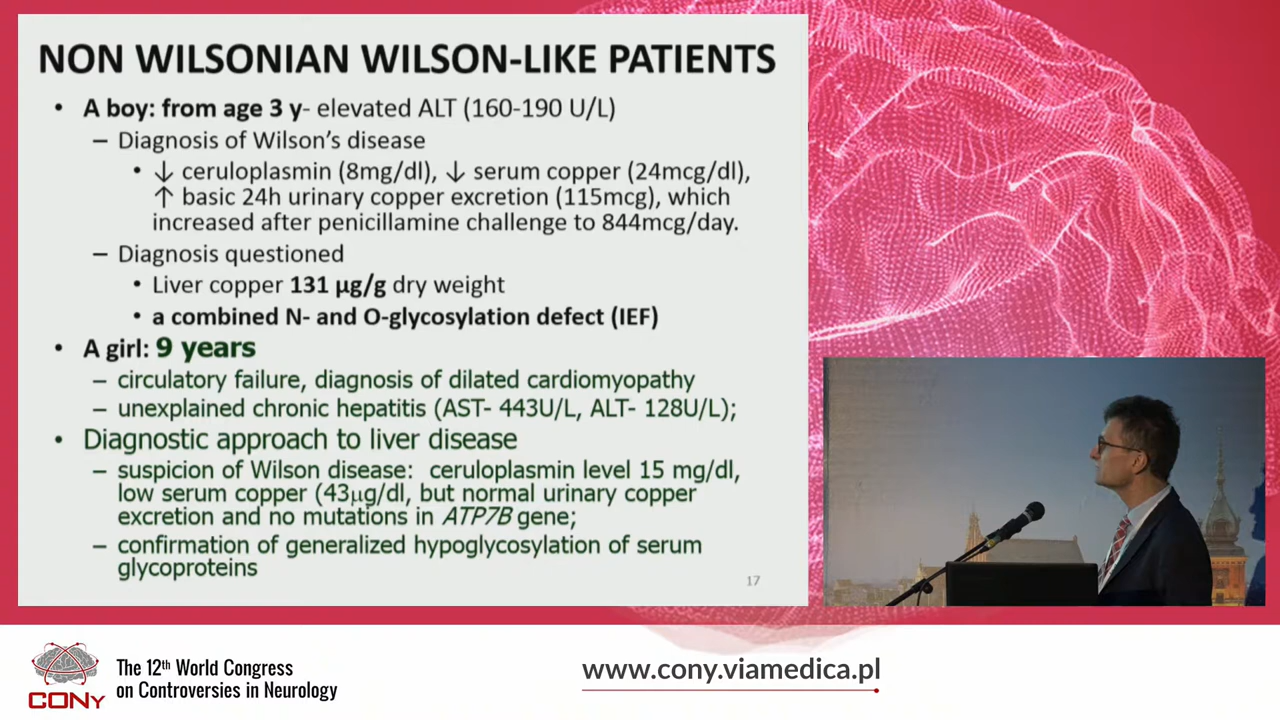 NON WILSONIAN WILSON-LIKE PATIENTS
• A boy: from age 3 y- elevated ALT (160-190 U/L)
– Diagnosis of Wilson's disease
• ↓ ceruloplasmin (8mg/dl), ↓ serum copper (24mcg/dl),
↑ basic 24h urinary copper excretion (115mcg), which
increased after penicillamine challenge to 844mcg/day.
– Diagnosis questioned
• Liver copper 131 µg/g dry weight
• a combined N- and O-glycosylation defect (IEF)
• A girl: 9 years
– circulatory failure, diagnosis of dilated cardiomyopathy
– unexplained chronic hepatitis (AST- 443U/L, ALT- 128U/L);
• Diagnostic approach to liver disease
– suspicion of Wilson disease: ceruloplasmin level 15 mg/dl,
low serum copper (43µg/dl, but normal urinary copper
excretion and no mutations in ATP7B gene;
– confirmation of generalized hypoglycosylation of serum
glycoproteins
17
CONy
The 12th World Congress
on Controversies in Neurology
www.cony.viamedica.pl